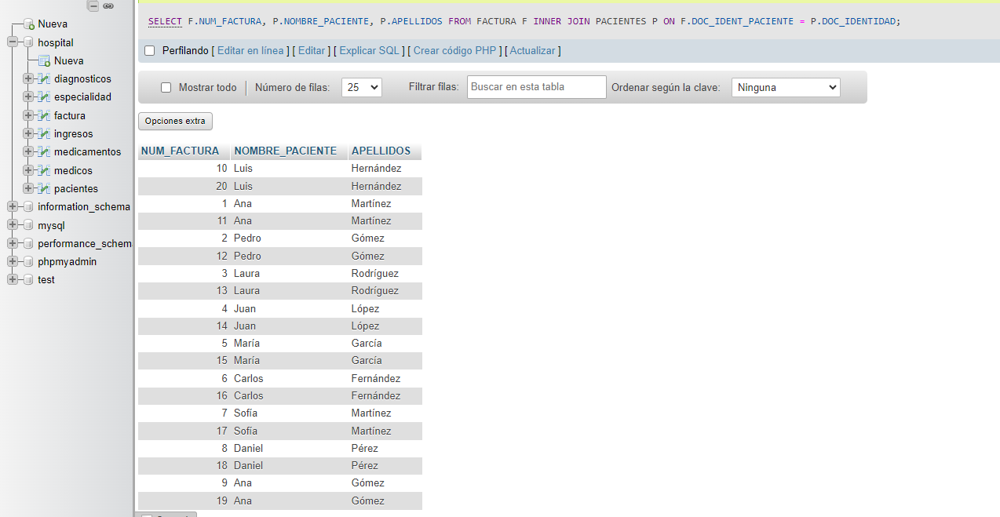 Nueva
hospital
Nueva
diagnosticos
especialidad
factura
ingresos
medicamentos
medicos
pacientes
information_schema
mysql
performance_schem
phpmyadmin
test
SELECT F.NUM_FACTURA, P.NOMBRE_PACIENTE, P.APELLIDOS FROM FACTURA F INNER JOIN PACIENTES P ON F.DOC_IDENT_PACIENTE = P.DOC_IDENTIDAD;
Perfilando [ Editar en línea ] [ Editar ] [ Explicar SQL ] [ Crear código PHP ] [ Actualizar ]
Mostrar todo Número de filas: 25 Filtrar filas: Buscar en esta tabla Ordenar según la clave: Ninguna
Opciones extra
NUM_FACTURA NOMBRE_PACIENTE APELLIDOS
10 Luis Hernández
20 Luis Hernández
1 Ana Martínez
11 Ana Martínez
2 Pedro Gómez
12 Pedro Gómez
3 Laura Rodríguez
13 Laura Rodríguez
4 Juan López
14 Juan López
5 María García
15 María García
6 Carlos Fernández
16 Carlos Fernández
7 Sofía Martínez
17 Sofía Martínez
8 Daniel Pérez
18 Daniel Pérez
9 Ana Gómez
19 Ana Gómez